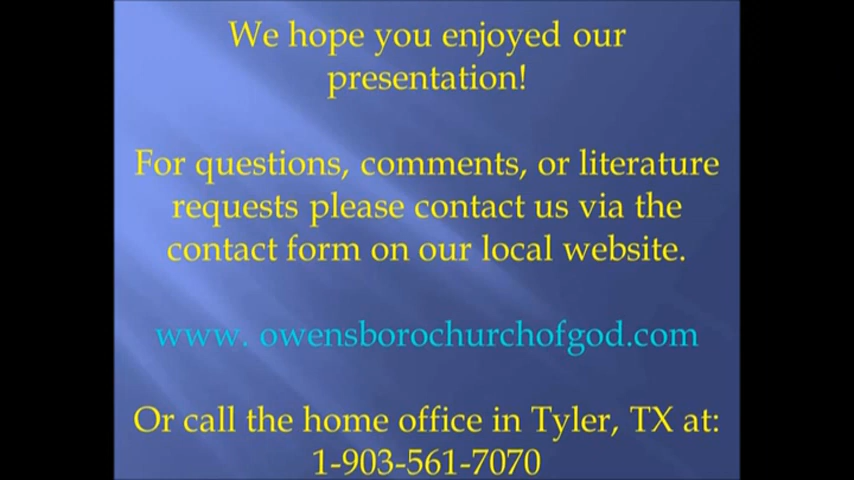 We hope you enjoyed our
presentation!
For questions, comments, or literature
requests please contact us via the
contact form on our local website.
www. owensborochurchofgod.com
Or call the home office in Tyler, TX at:
1-903-561-7070